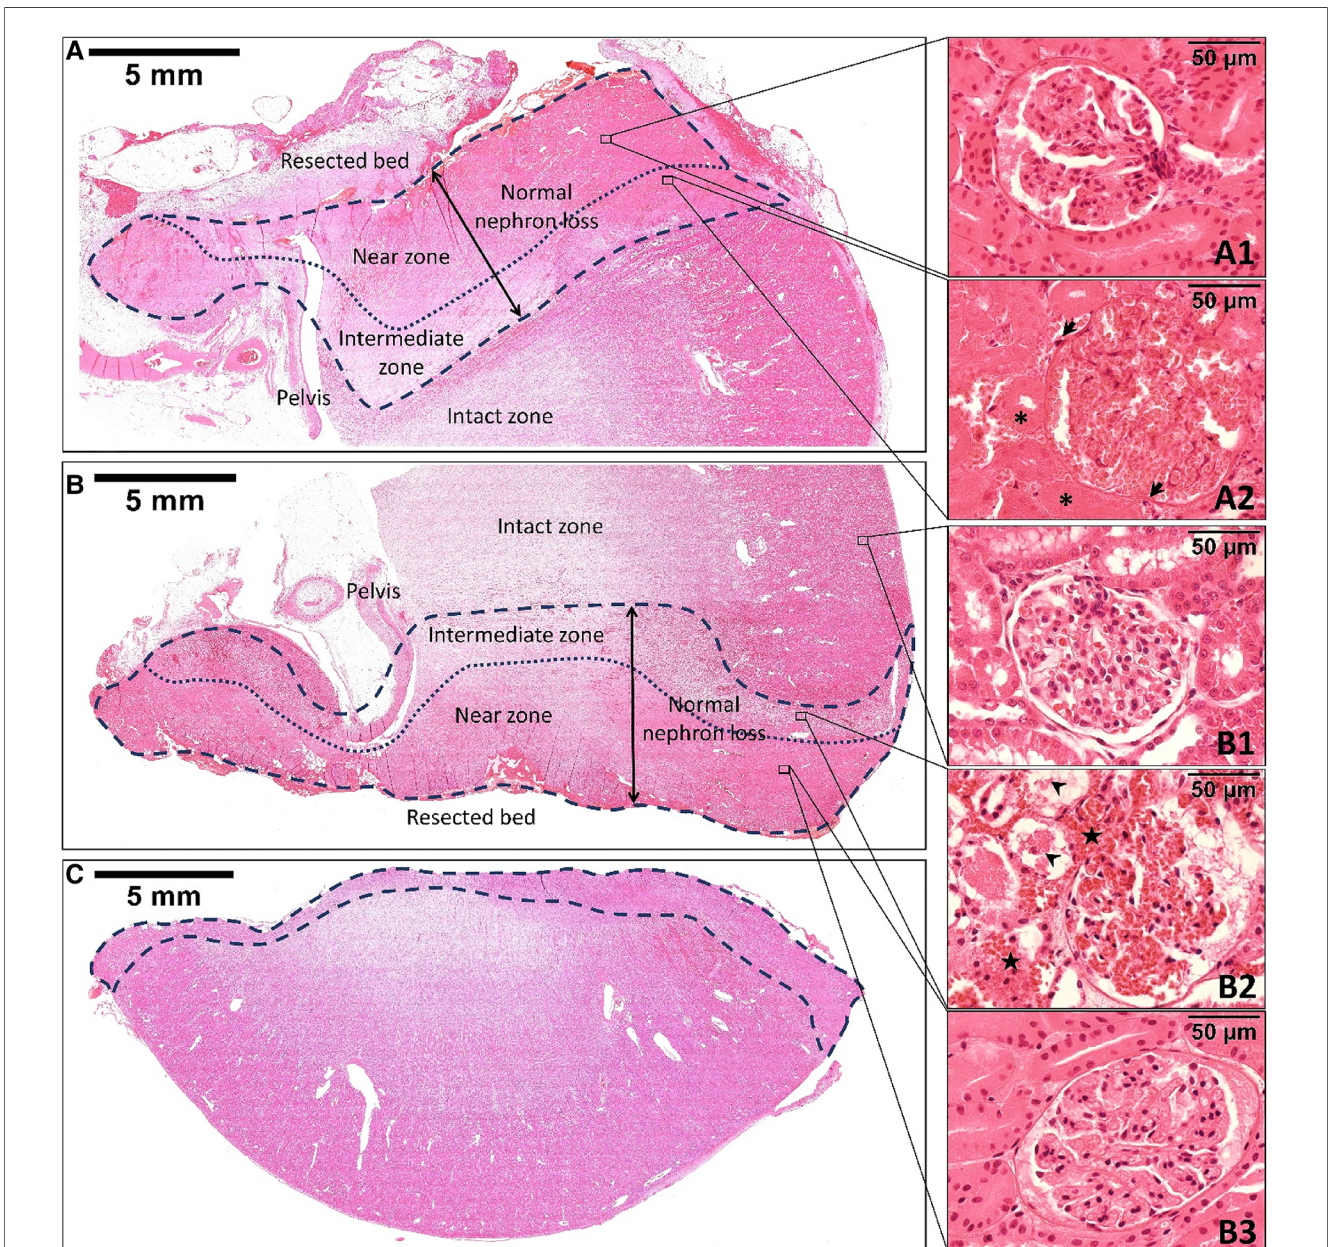 A
5 mm
Resected bed
Normal
nephron loss
Near zone
Intermediate
zone
Pelvis
Intact zone
50 µm
A1
50 µm
*
*
A2
B
5 mm
Intact zone
Pelvis
Intermediate zone
Near zone
Normal
nephron loss
Resected bed
50 µm
B1
50 µm
B2
C
5 mm
50 µm
B3